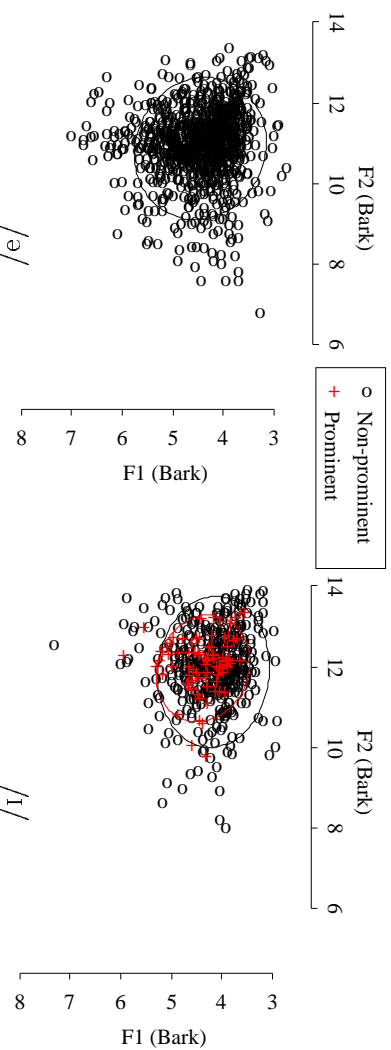 /ə/
14
12
10
8
6
F2 (Bark)
8
7
6
5
4
3
F1 (Bark)
o Non-prominent
+ Prominent
/ɪ/
14
12
10
8
6
F2 (Bark)
8
7
6
5
4
3
F1 (Bark)